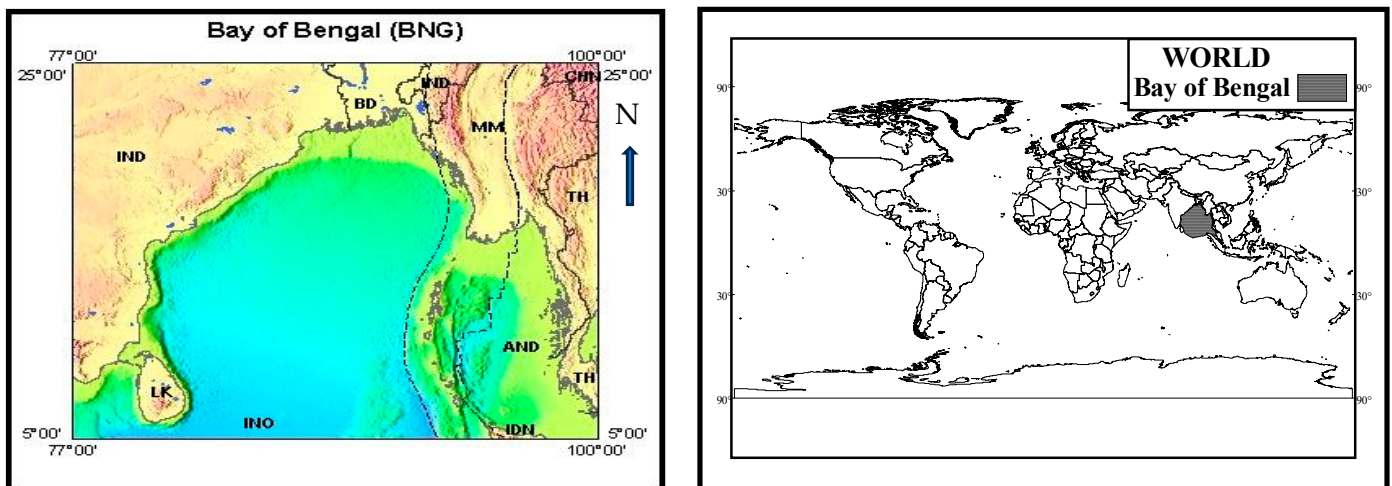 Bay of Bengal (BNG)
77°00' 100°00'
25°00' 25°00'
CHN
IND
BD
MM
N
IND
TH
AND
TH
LK
INO
IDN
5°00' 5°00'
77°00' 100°00'
WORLD
Bay of Bengal
90° 90°
30° 30°
30° 30°
90° 90°